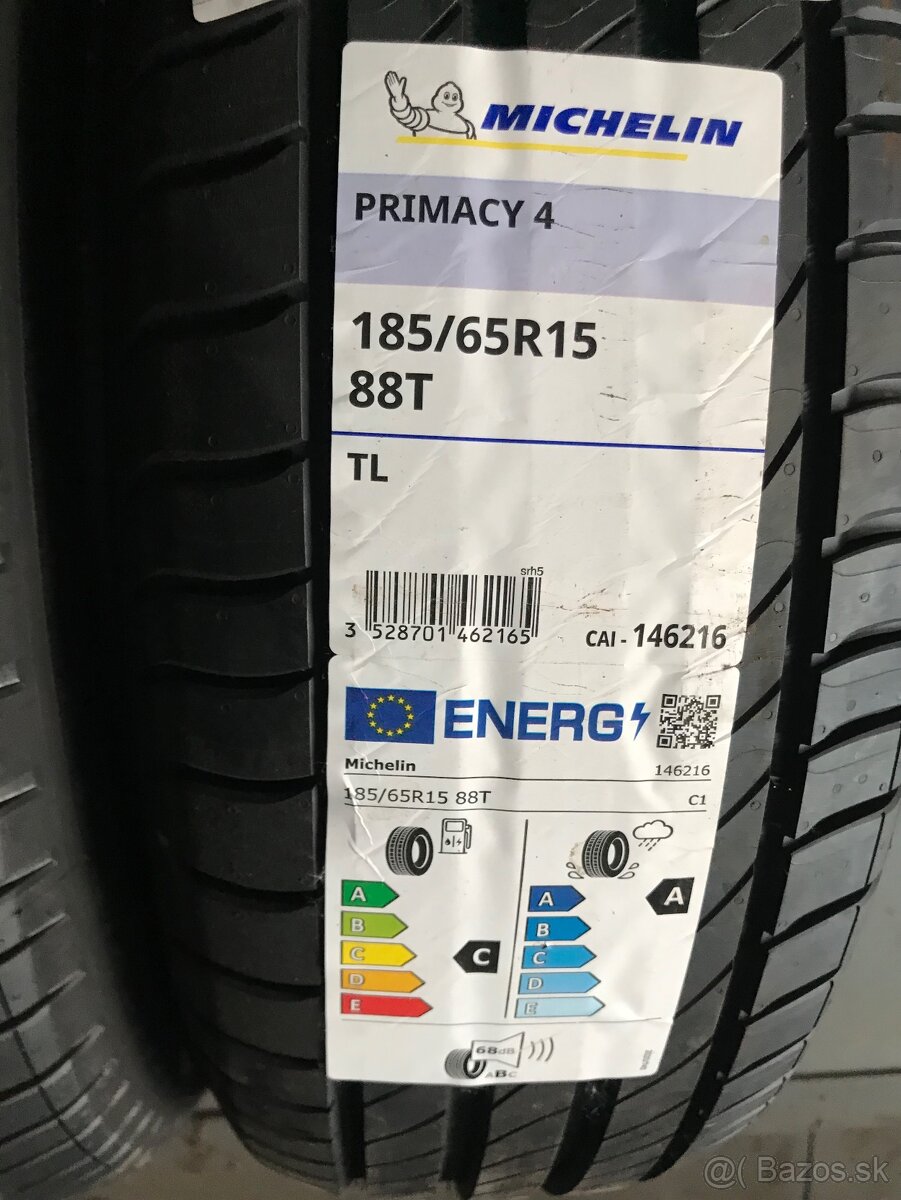 MICHELIN
PRIMACY 4
185/65R15
88T
TL
srh5
3 528701 462165
CAI - 146216
ENERG
Michelin 146216
185/65R15 88T C1
A A A
B B
C C C
D D
E E
68dB
ABC
@( Bazos.sk